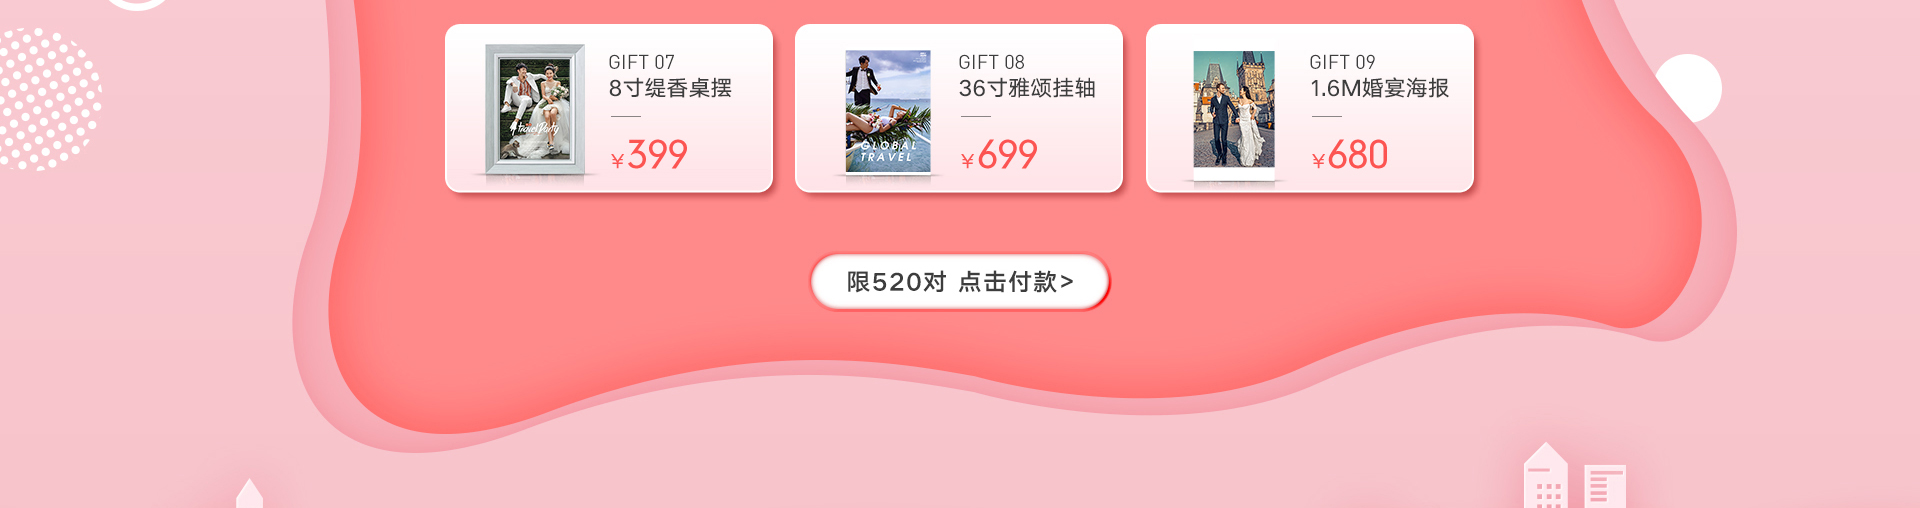 GIFT 07
8寸缇香桌摆
¥399
travel Party
GIFT 08
36寸雅颂挂轴
¥699
GLOBAL
TRAVEL
GIFT 09
1.6M婚宴海报
¥680
限520对 点击付款>